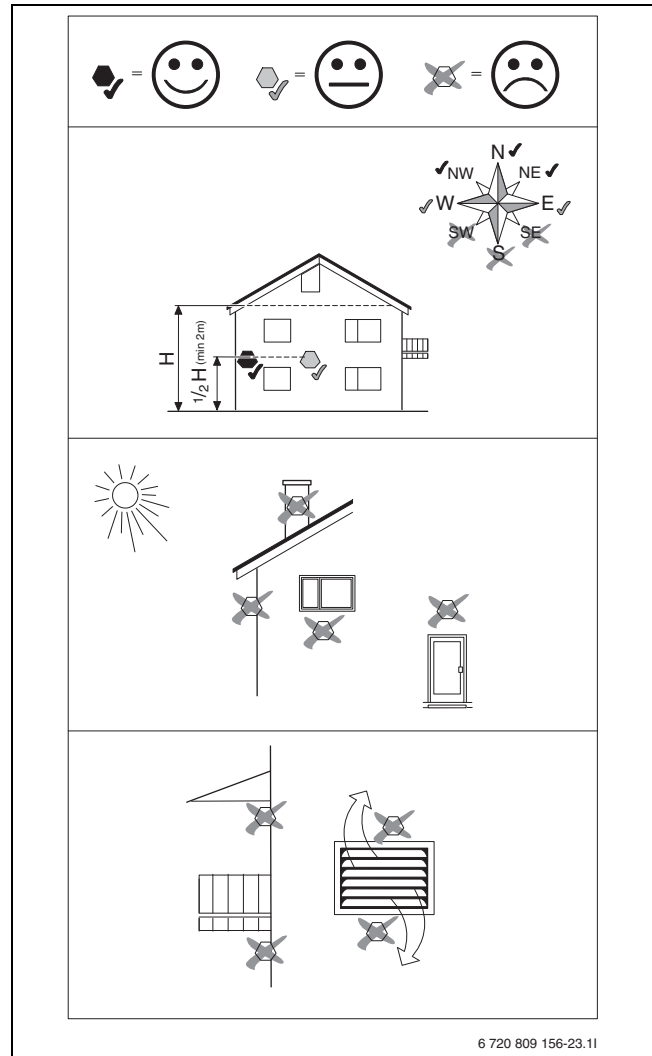 = = =
N
NW NE
W E
SW SE
S
H
1/2 H (min 2m)
6 720 809 156-23.1I